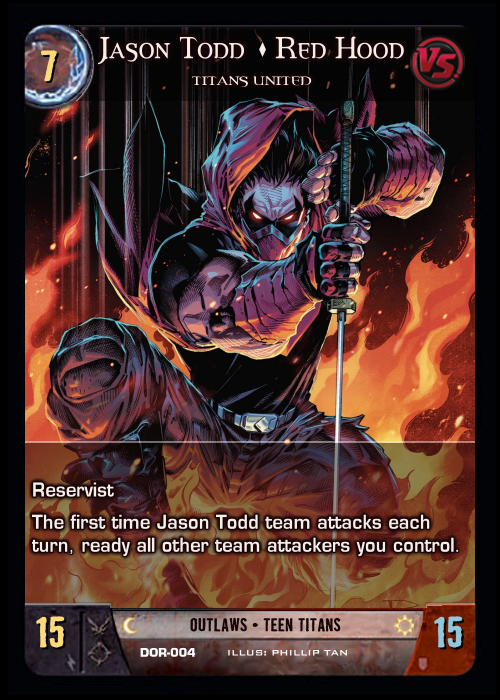 7
JASON TODD ♦ RED HOOD
VS.
TITANS UNITED
Reservist
The first time Jason Todd team attacks each
turn, ready all other team attackers you control.
15
OUTLAWS • TEEN TITANS
15
DOR-004 ILLUS: PHILLIP TAN